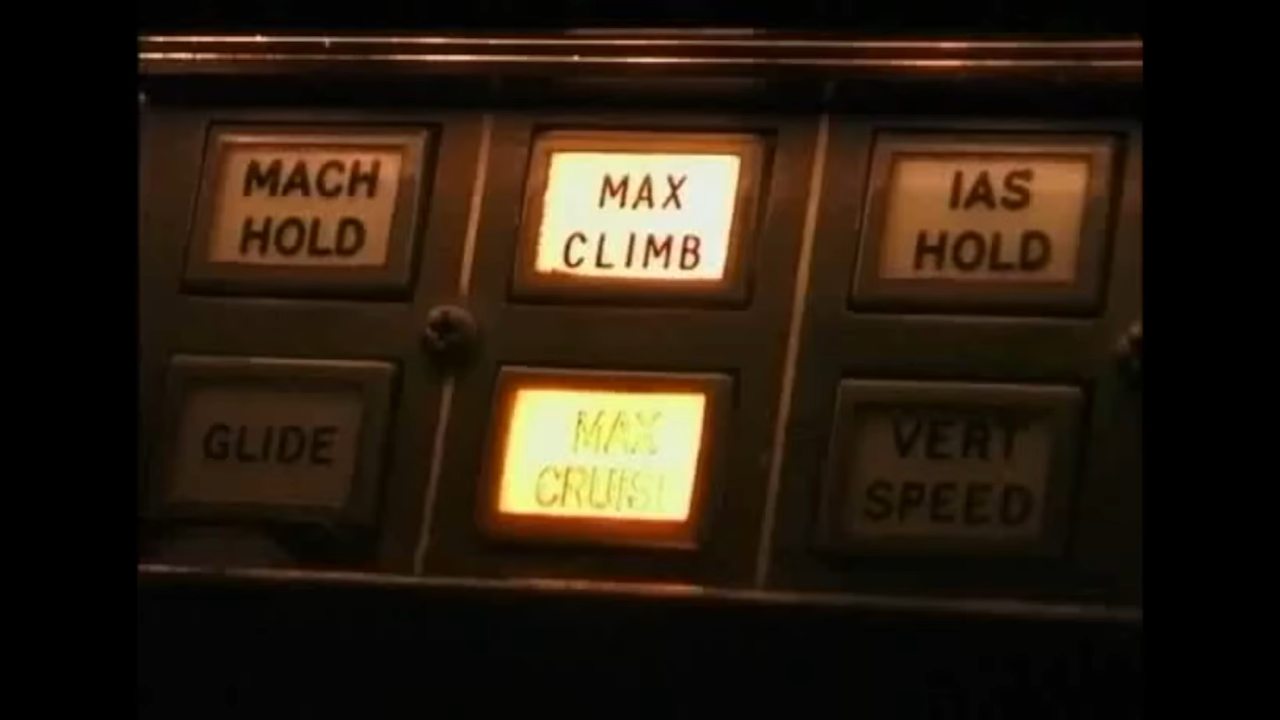 MACH
HOLD
MAX
CLIMB
IAS
HOLD
GLIDE
MAX
CRUISE
VERT
SPEED